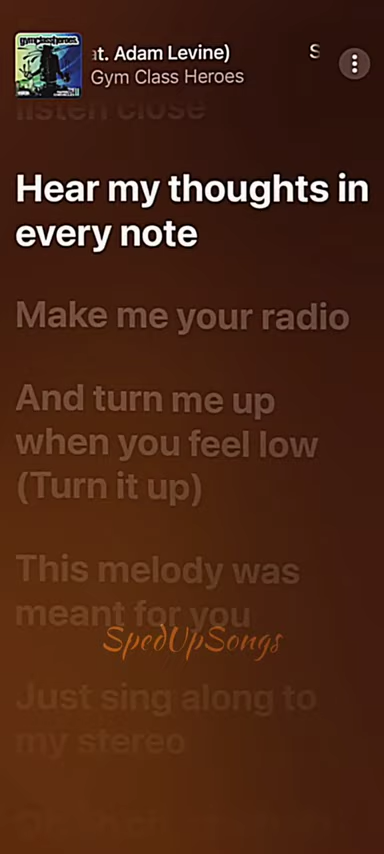 at. Adam Levine)
S
Gym Class Heroes
listen close
Hear my thoughts in
every note
Make me your radio
And turn me up
when you feel low
(Turn it up)
This melody was
meant for you
SpedUpSongs
Just sing along to
my stereo